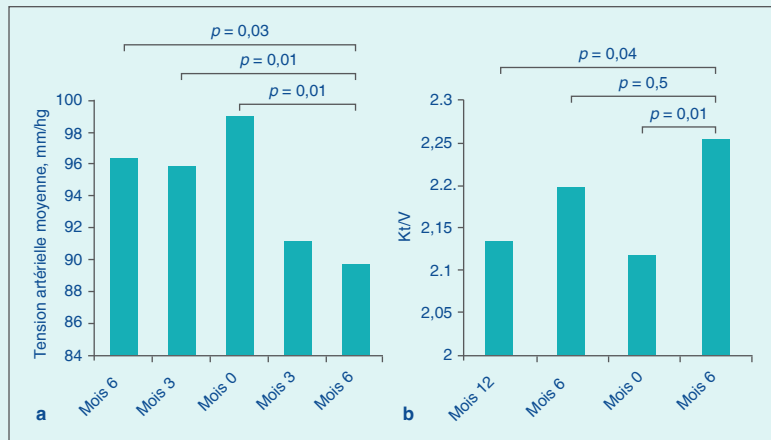 p = 0,03
p = 0,01
p = 0,01
Tension artérielle moyenne, mm/hg
100
98
96
94
92
90
88
86
84
Mois 6
Mois 3
Mois 0
Mois 3
Mois 6
a
p = 0,04
p = 0,5
p = 0,01
Kt/V
2.3
2,25
2.2.
2,15
2.1
2,05
2
Mois 12
Mois 6
Mois 0
Mois 6
b